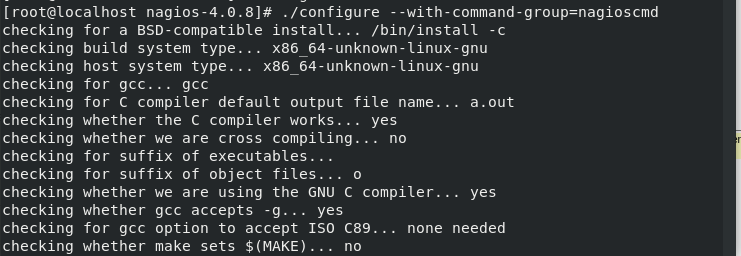 [root@localhost nagios-4.0.8]# ./configure --with-command-group=nagioscmd
checking for a BSD-compatible install... /bin/install -c
checking build system type... x86_64-unknown-linux-gnu
checking host system type... x86_64-unknown-linux-gnu
checking for gcc... gcc
checking for C compiler default output file name... a.out
checking whether the C compiler works... yes
checking whether we are cross compiling... no
checking for suffix of executables...
checking for suffix of object files... o
checking whether we are using the GNU C compiler... yes
checking whether gcc accepts -g... yes
checking for gcc option to accept ISO C89... none needed
checking whether make sets $(MAKE)... no